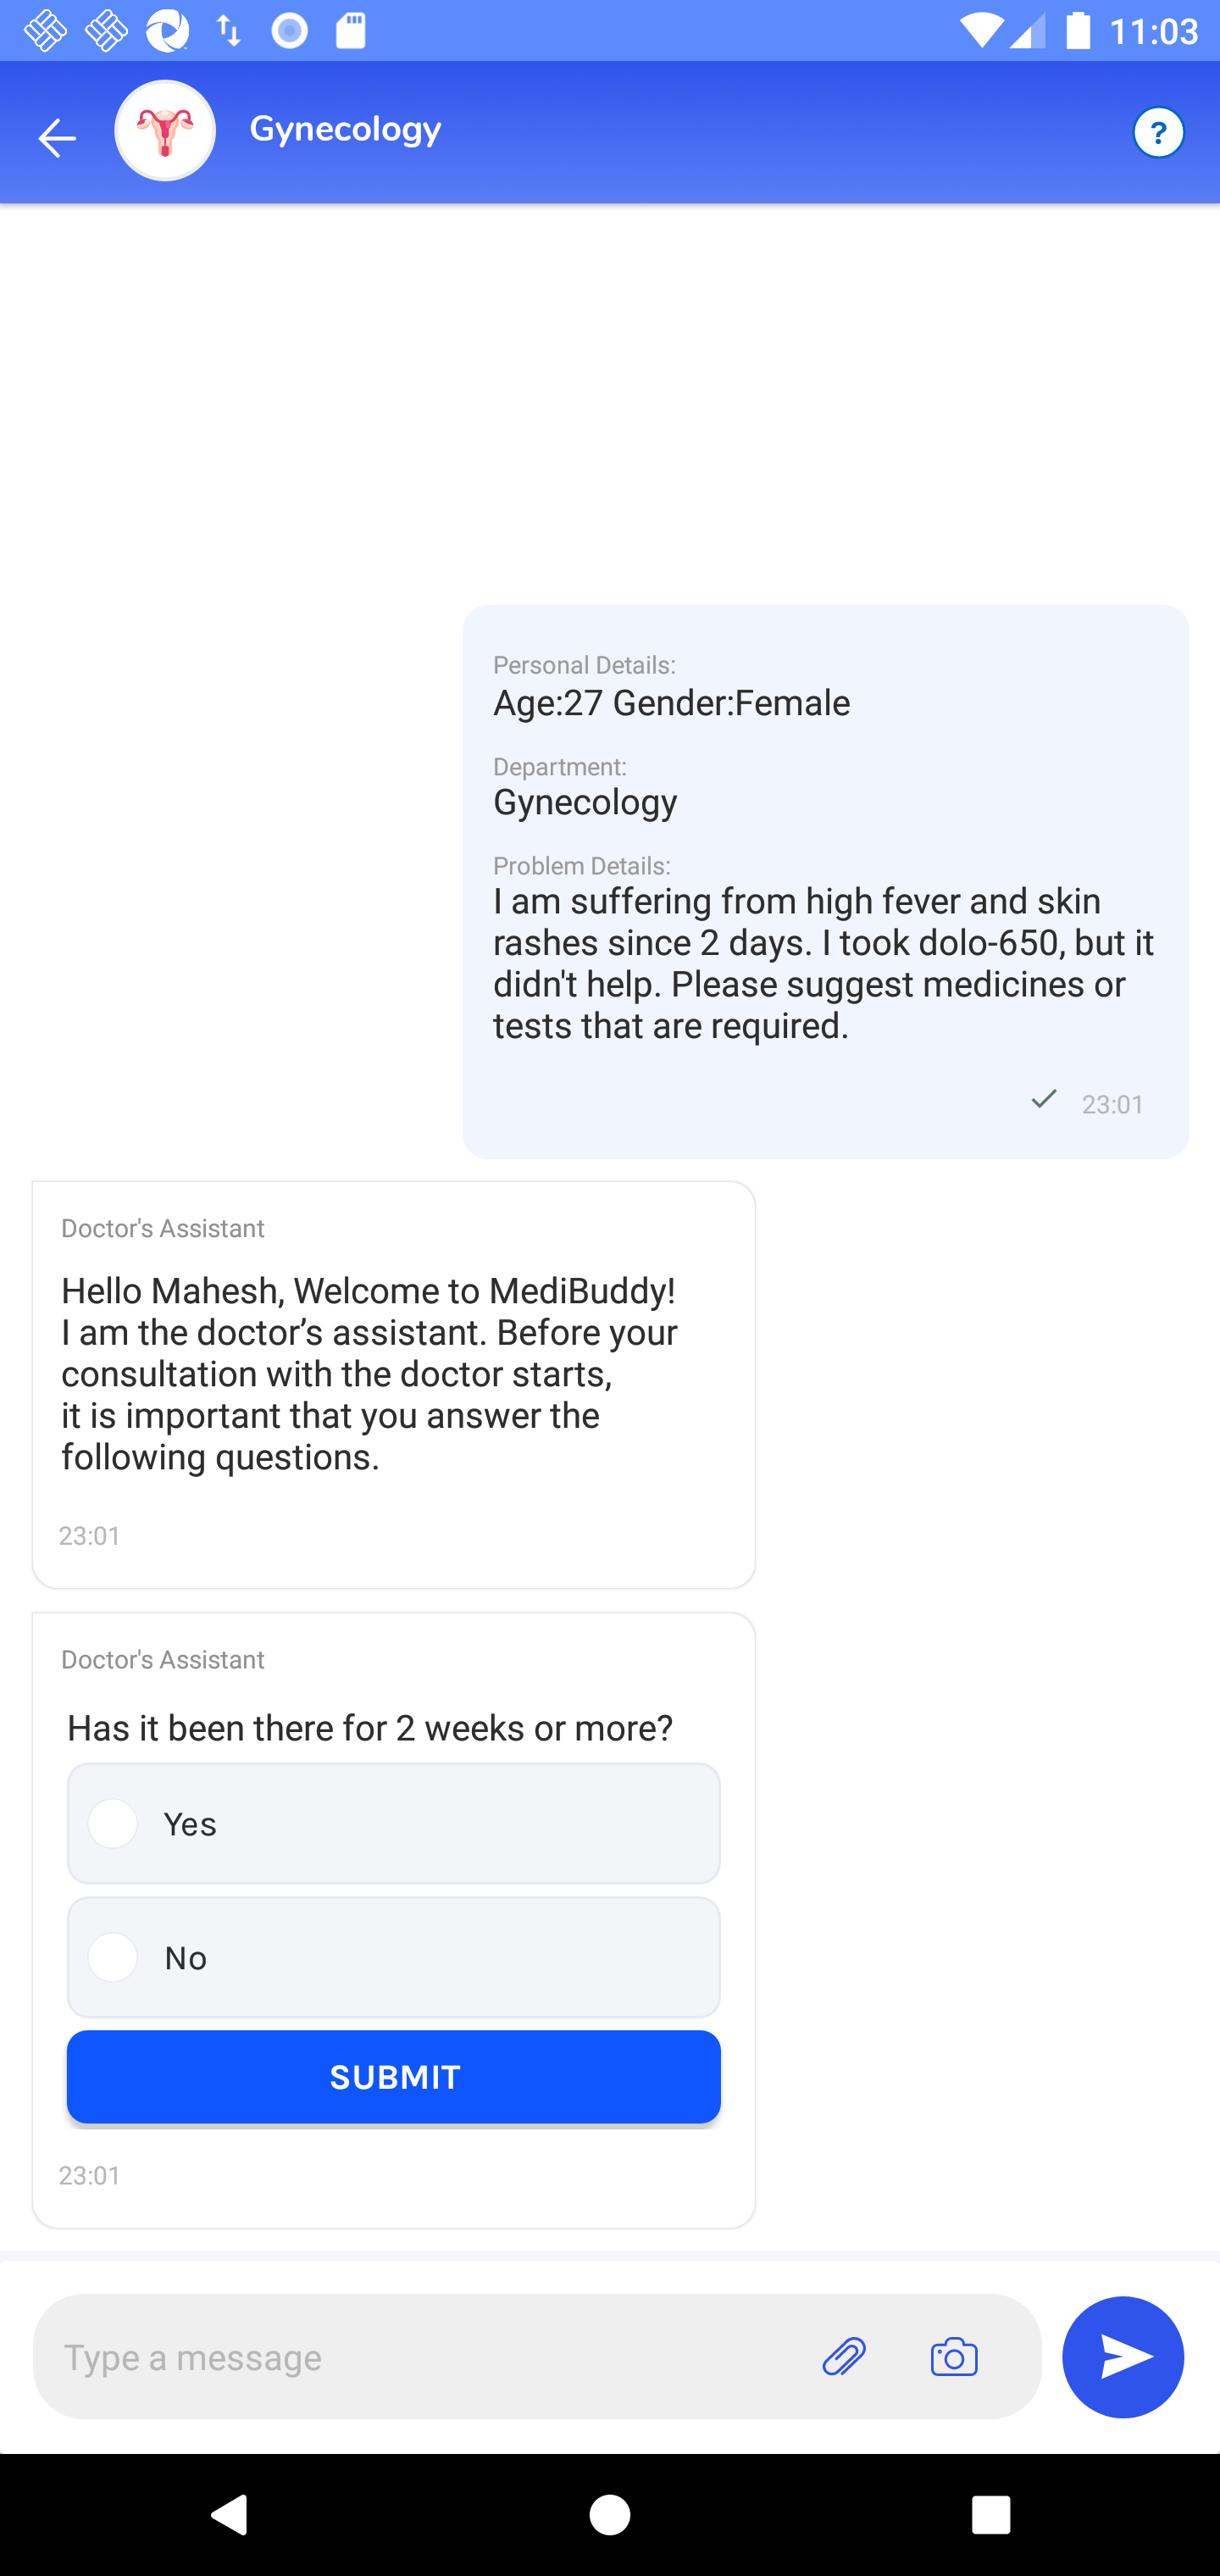 11:03
Gynecology
?
Personal Details:
Age:27 Gender:Female
Department:
Gynecology
Problem Details:
I am suffering from high fever and skin
rashes since 2 days. I took dolo-650, but it
didn't help. Please suggest medicines or
tests that are required.
23:01
Doctor's Assistant
Hello Mahesh, Welcome to MediBuddy!
I am the doctor’s assistant. Before your
consultation with the doctor starts,
it is important that you answer the
following questions.
23:01
Doctor's Assistant
Has it been there for 2 weeks or more?
Yes
No
SUBMIT
23:01
Type a message